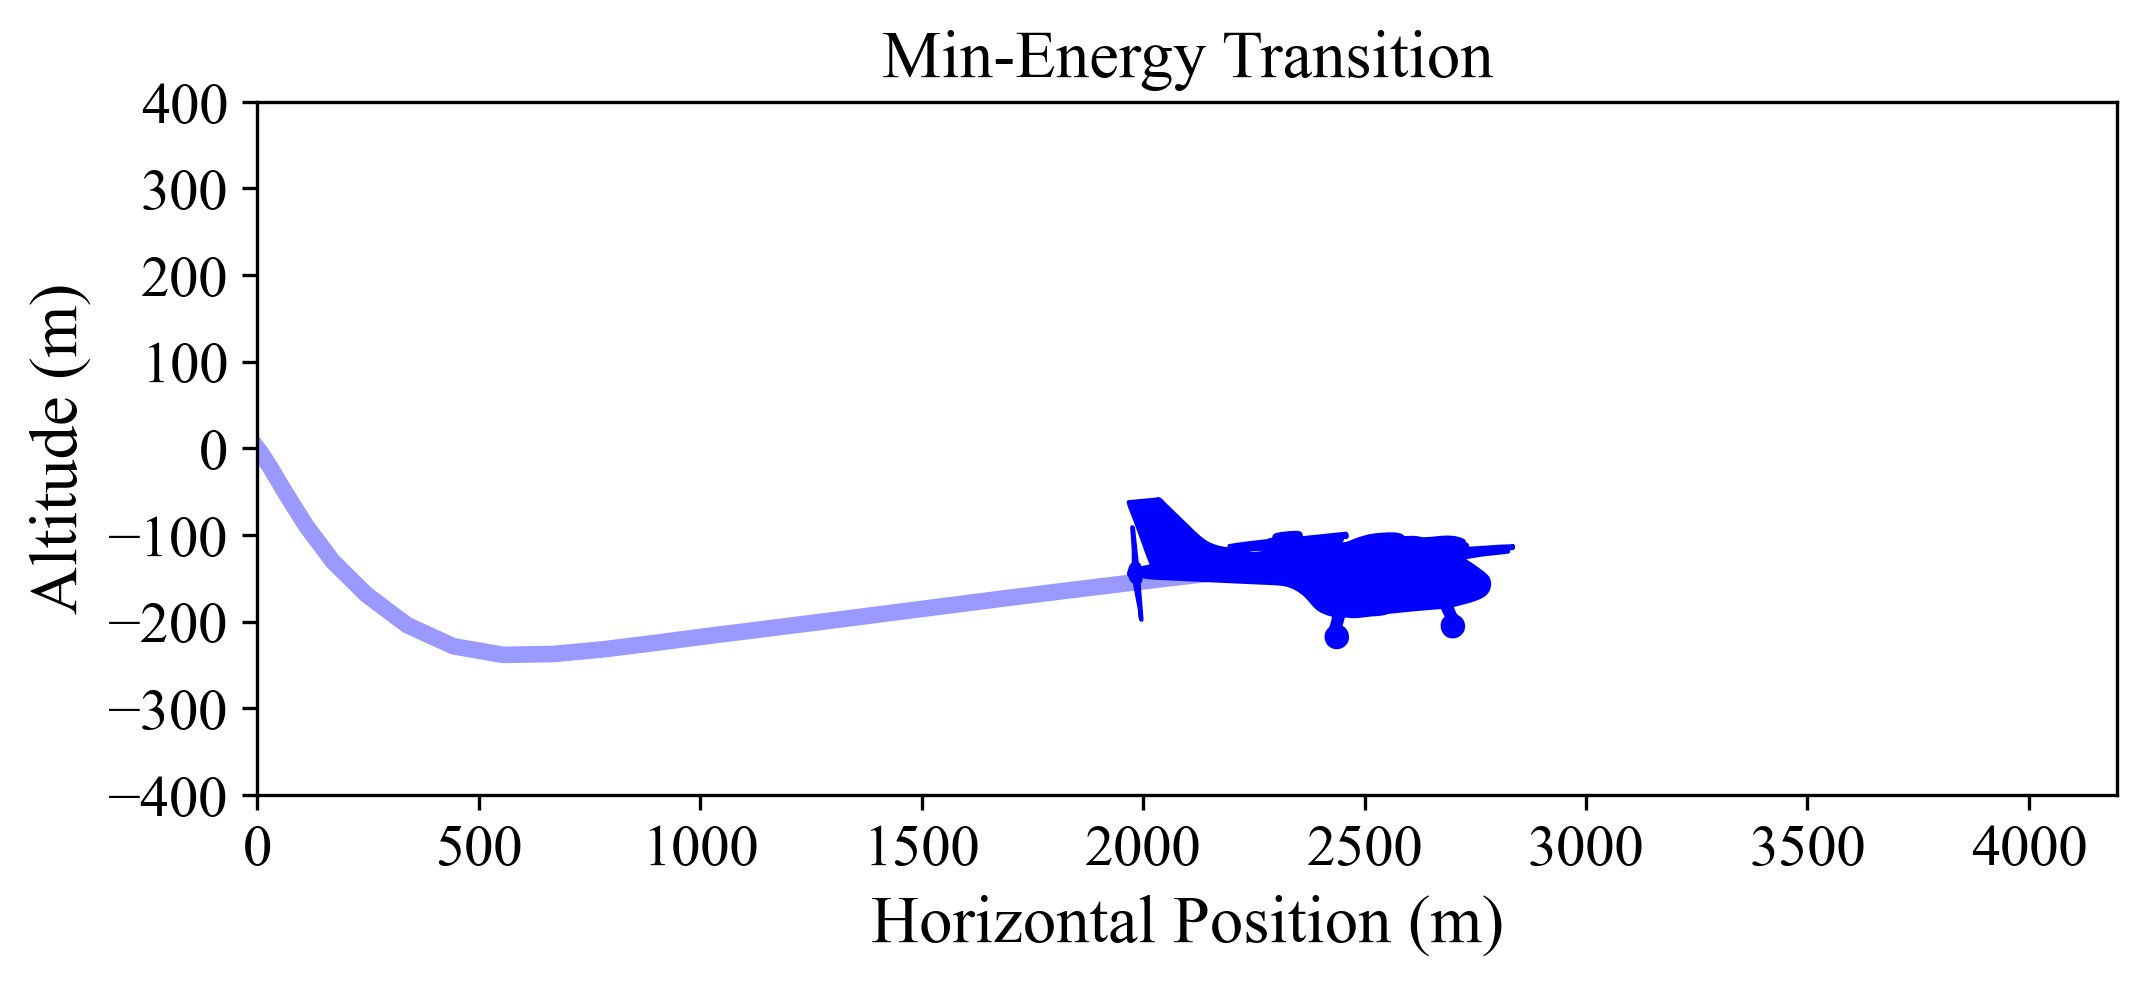 Min-Energy Transition
400
300
200
100
0
−100
−200
−300
−400
Altitude (m)
0 500 1000 1500 2000 2500 3000 3500 4000
Horizontal Position (m)